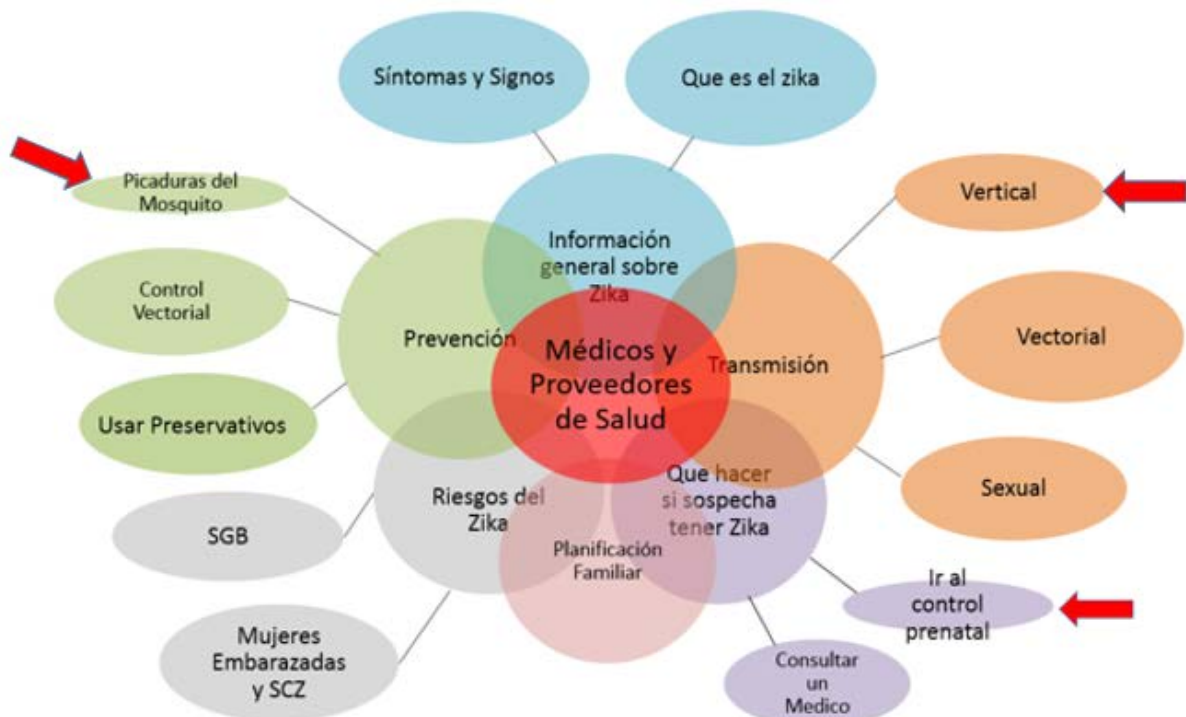 Síntomas y Signos
Que es el zika
Picaduras del
Mosquito
Vertical
Información
general sobre
Zika
Control
Vectorial
Prevención
Médicos y
Proveedores
de Salud
Transmisión
Vectorial
Usar Preservativos
Riesgos del
Zika
Que hacer
si sospecha
tener Zika
Sexual
SGB
Planificación
Familiar
Ir al
control
prenatal
Mujeres
Embarazadas
y SCZ
Consultar
un
Medico